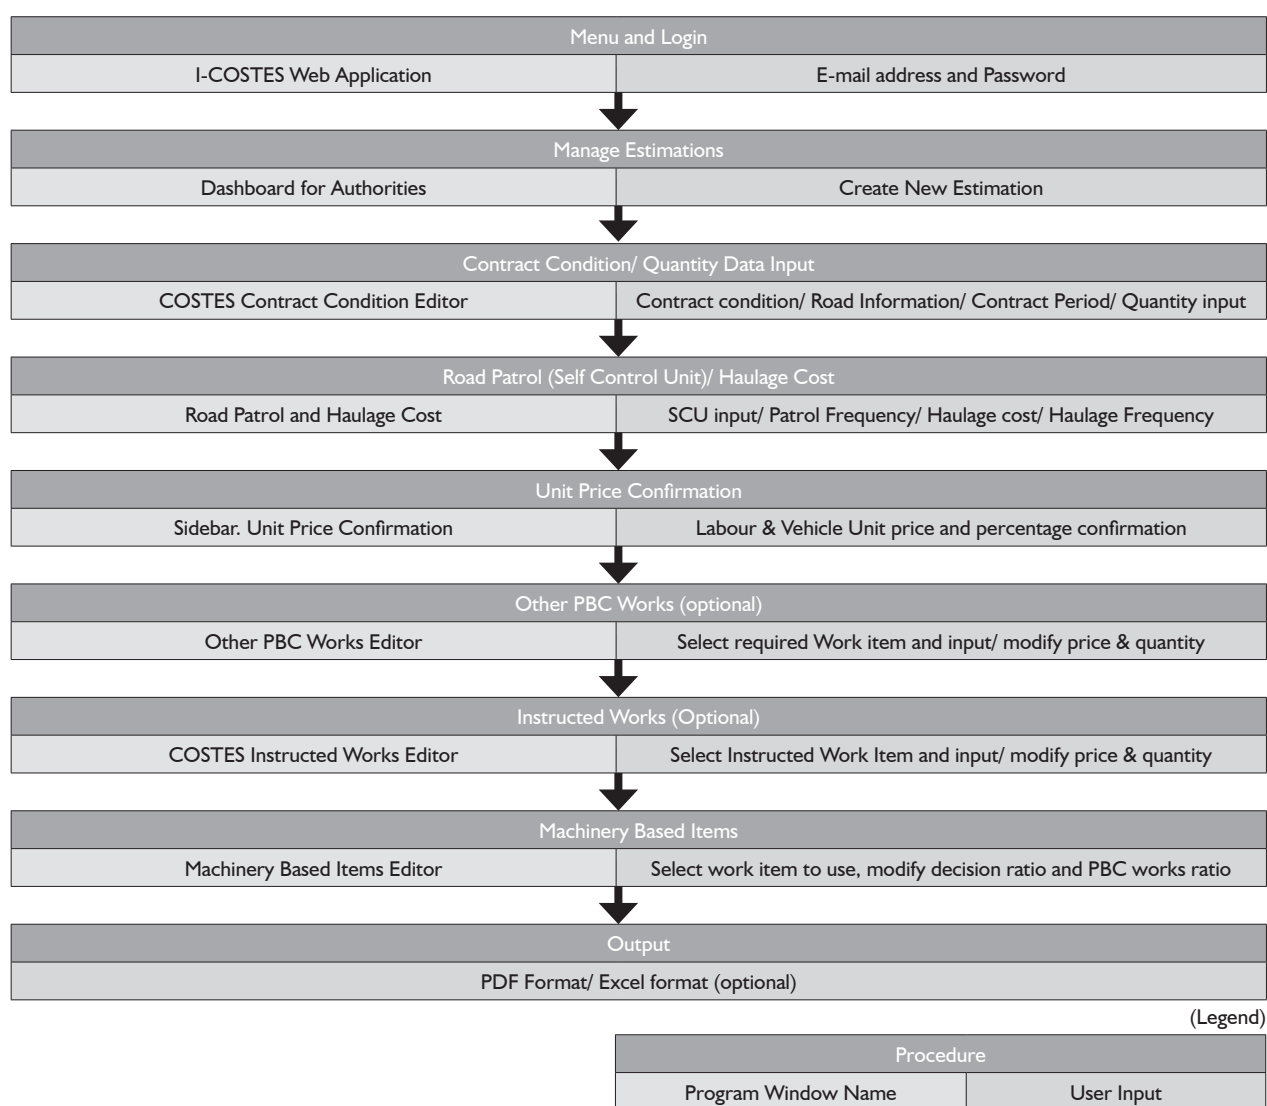 Menu and Login
I-COSTES Web Application
E-mail address and Password
Manage Estimations
Dashboard for Authorities
Create New Estimation
Contract Condition/ Quantity Data Input
COSTES Contract Condition Editor
Contract condition/ Road Information/ Contract Period/ Quantity input
Road Patrol (Self Control Unit)/ Haulage Cost
Road Patrol and Haulage Cost
SCU input/ Patrol Frequency/ Haulage cost/ Haulage Frequency
Unit Price Confirmation
Sidebar. Unit Price Confirmation
Labour & Vehicle Unit price and percentage confirmation
Other PBC Works (optional)
Other PBC Works Editor
Select required Work item and input/ modify price & quantity
Instructed Works (Optional)
COSTES Instructed Works Editor
Select Instructed Work Item and input/ modify price & quantity
Machinery Based Items
Machinery Based Items Editor
Select work item to use, modify decision ratio and PBC works ratio
Output
PDF Format/ Excel format (optional)
(Legend)
Procedure
Program Window Name
User Input